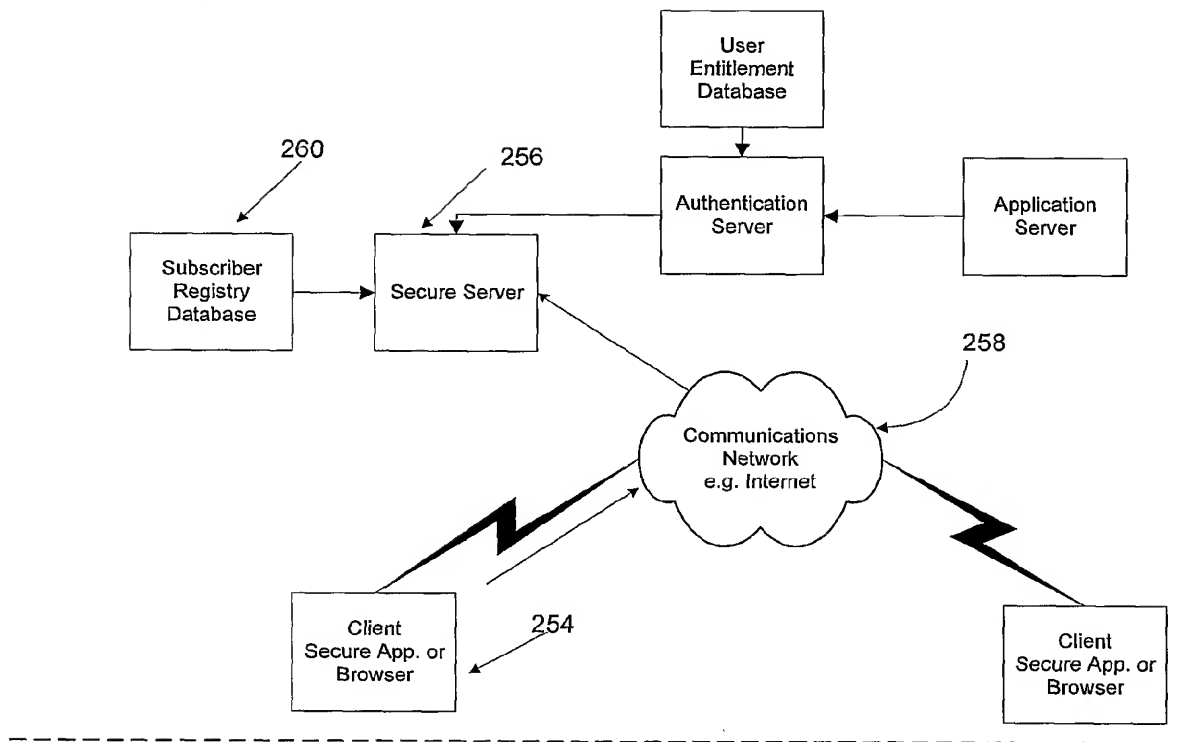 User
Entitlement
Database
260
256
Authentication
Server
Application
Server
Subscriber
Registry
Database
Secure Server
258
Communications
Network
e.g. Internet
254
Client
Secure App. or
Browser
Client
Secure App. or
Browser